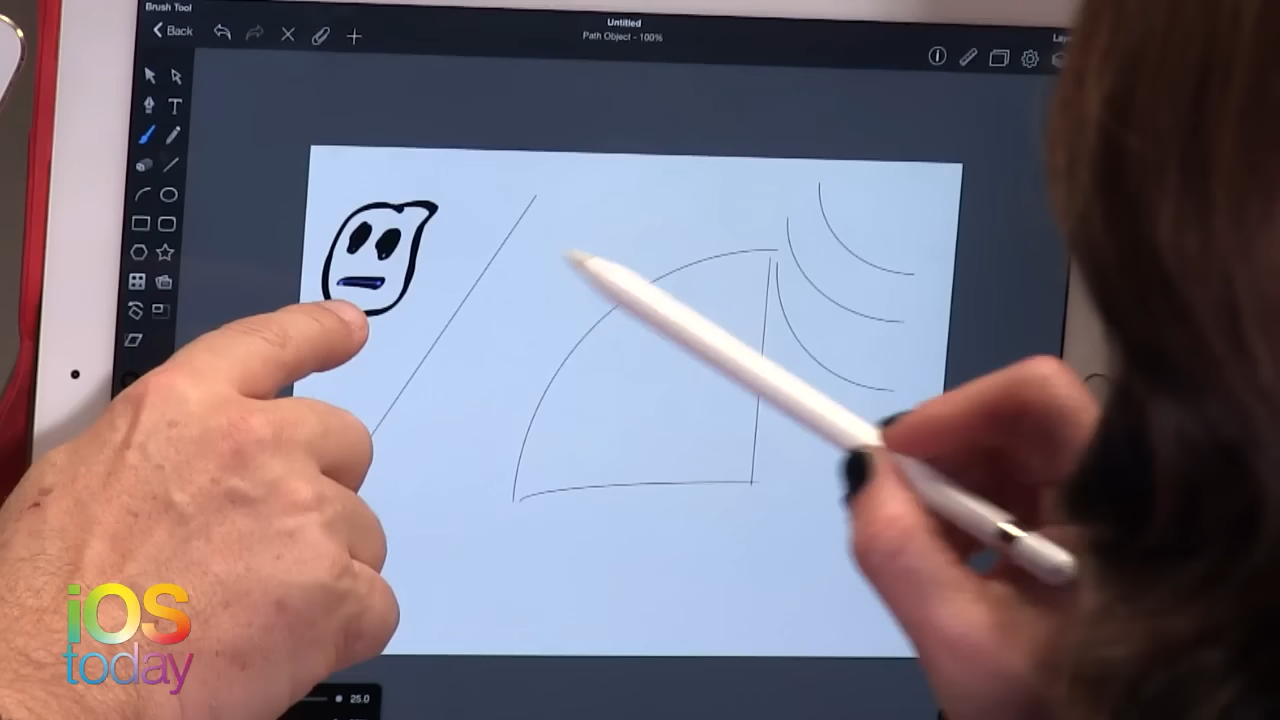 Brush Tool
Back
Untitled
Path Object - 100%
T
25.0
iOS
today